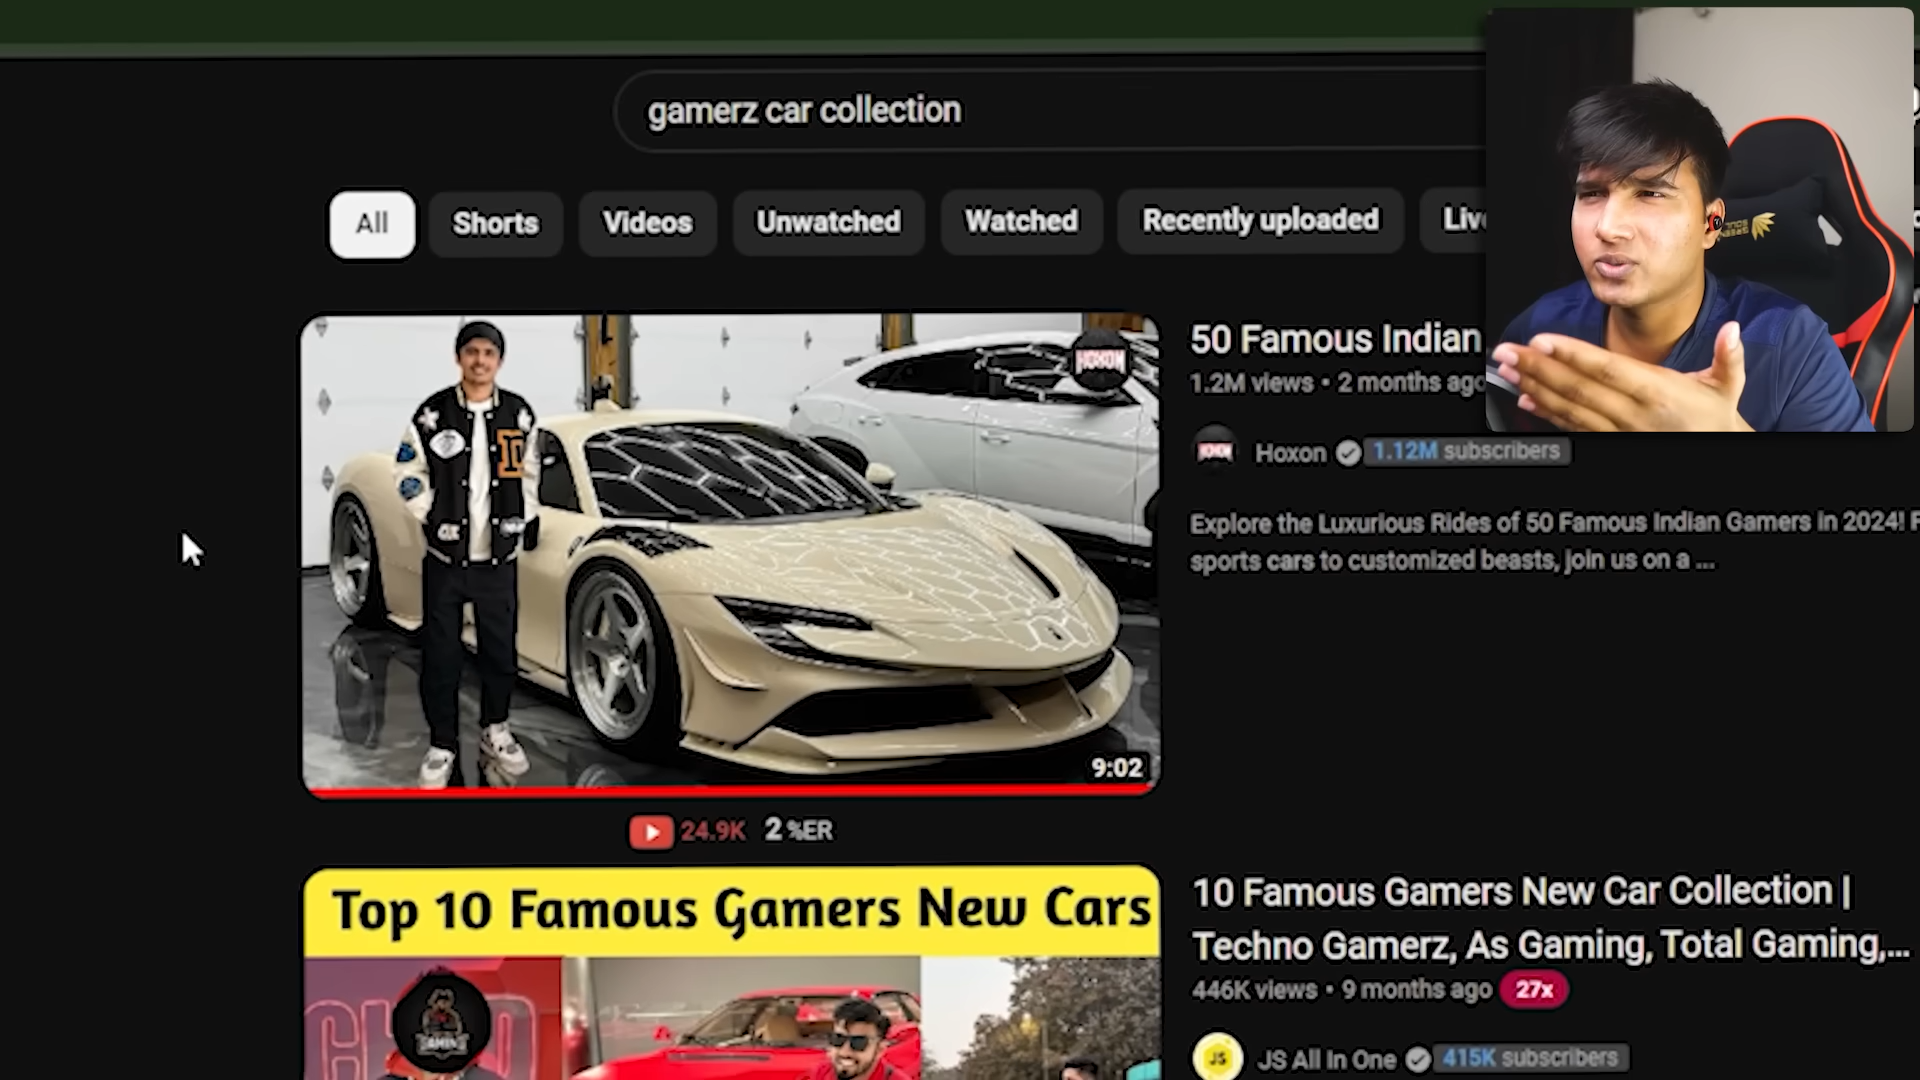 gamerz car collection
All
Shorts
Videos
Unwatched
Watched
Recently uploaded
HOXON
9:02
24.9K 2 %ER
50 Famous Indian
1.2M views • 2 months ago
HOXON
Hoxon 1.12M subscribers
Explore the Luxurious Rides of 50 Famous Indian Gamers in 2024!
sports cars to customized beasts, join us on a ...
Top 10 Famous Gamers New Cars
GAMING
10 Famous Gamers New Car Collection |
Techno Gamerz, As Gaming, Total Gaming,...
446K views • 9 months ago 27x
JS
JS All In One 415K subscribers